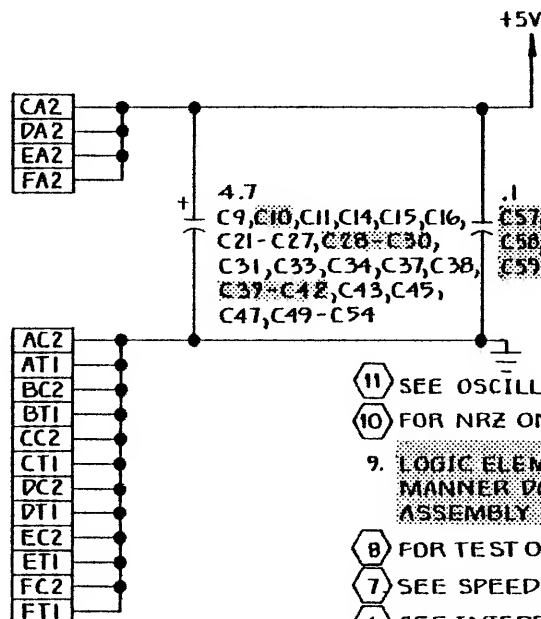 +5V
CA2
DA2
EA2
FA2
+
4.7
C9,C10,C11,C14,C15,C16,
C21-C27,C28-C30,
C31,C33,C34,C37,C38,
C39-C42,C43,C45,
C47,C49-C54
.1
C57
C58
C59
AC2
AT1
BC2
BT1
CC2
CT1
DC2
DT1
EC2
ET1
FC2
FT1
11 SEE OSCILL
10 FOR NRZ ON
9. LOGIC ELEM
MANNER
ASSEMBLY
8 FOR TEST O
7 SEE SPEED
SEE